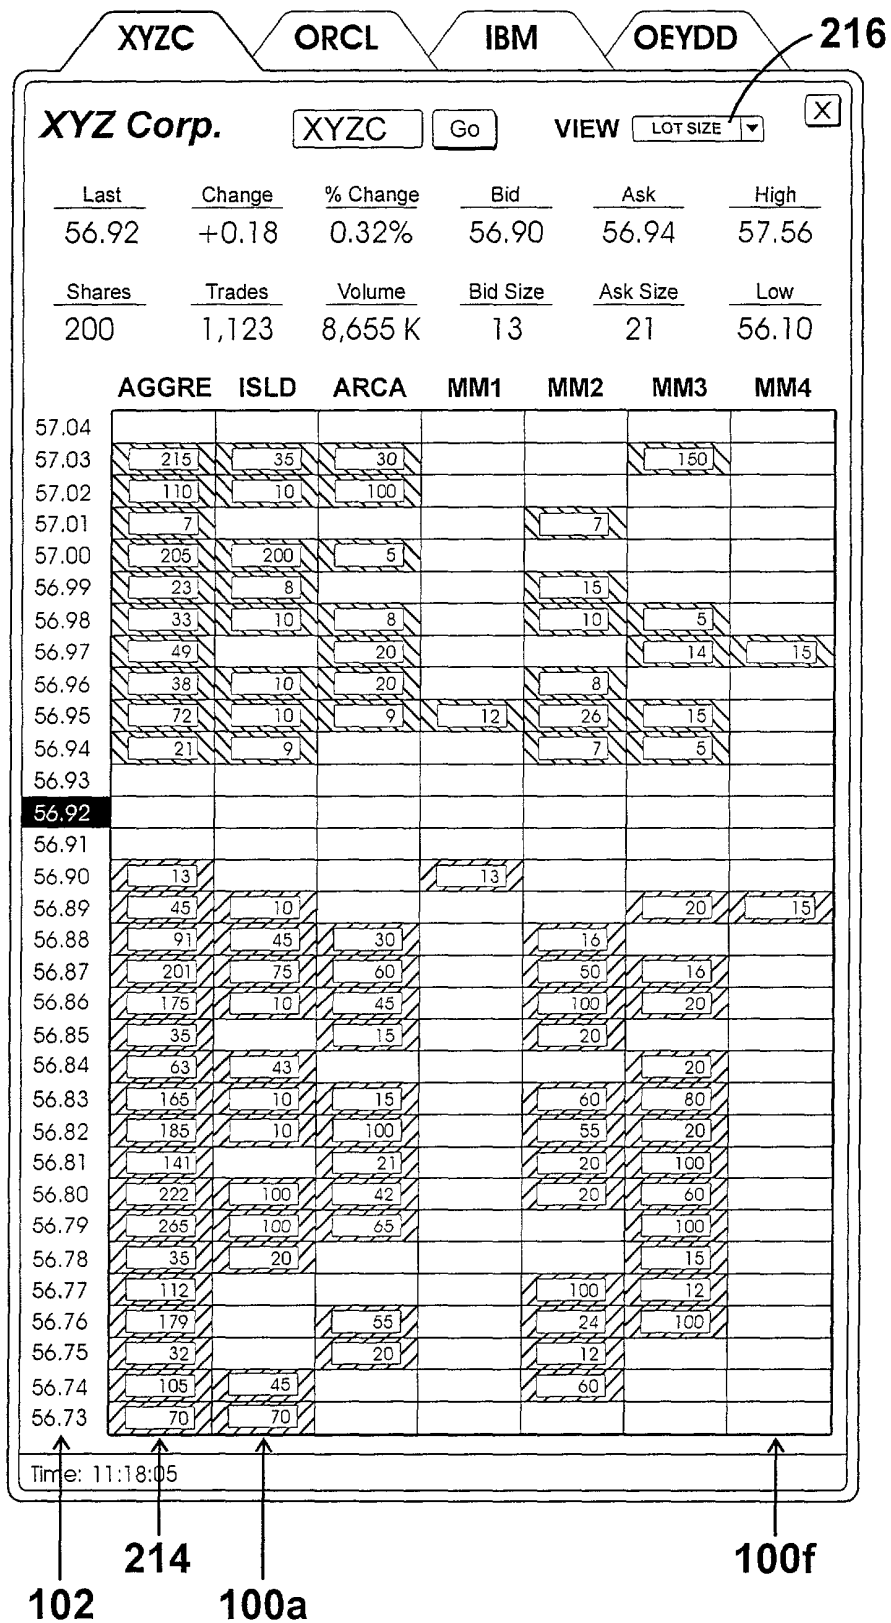 XYZC ORCL IBM OEYDD 216
XYZ Corp. XYZC Go VIEW LOT SIZE X
Last Change % Change Bid Ask High
56.92 +0.18 0.32% 56.90 56.94 57.56
Shares Trades Volume Bid Size Ask Size Low
200 1,123 8,655 K 13 21 56.10
AGGRE ISLD ARCA MM1 MM2 MM3 MM4
57.04
57.03 215 35 30 150
57.02 110 10 100
57.01 7 7
57.00 205 200 5
56.99 23 8 15
56.98 33 10 8 10 5
56.97 49 20 14 15
56.96 38 10 20 8
56.95 72 10 9 12 26 15
56.94 21 9 7 5
56.93
56.92
56.91
56.90 13 13
56.89 45 10 20 15
56.88 91 45 30 16
56.87 201 75 60 50 16
56.86 175 10 45 100 20
56.85 35 15 20
56.84 63 43 20
56.83 165 10 15 60 80
56.82 185 10 100 55 20
56.81 141 21 20 100
56.80 222 100 42 20 60
56.79 265 100 65 100
56.78 35 20 15
56.77 112 100 12
56.76 179 55 24 100
56.75 32 20 12
56.74 105 45 60
56.73 70 70
Time: 11:18:05
214 100f
102 100a